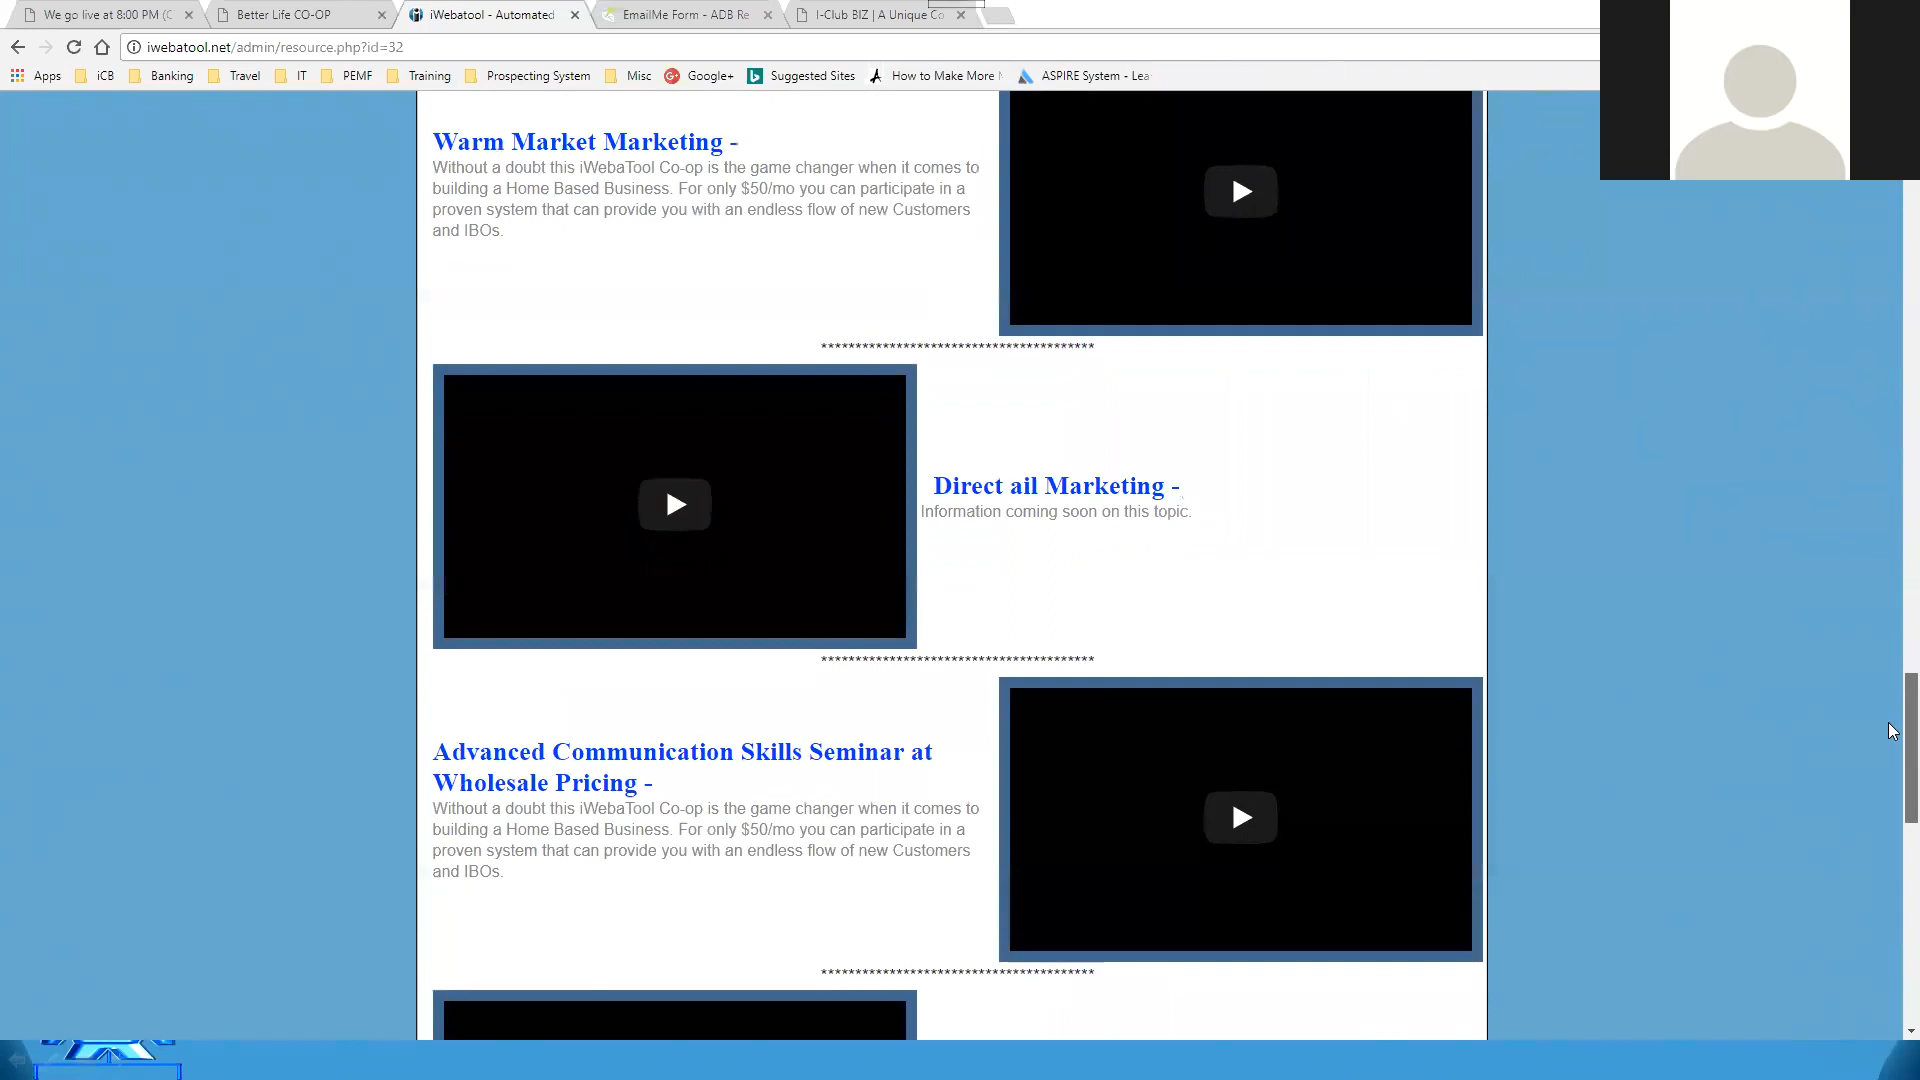 We go live at 8:00 PM (C
Better Life CO-OP
iWebatool - Automated
EmailMe Form - ADB Re
I-Club BIZ | A Unique Co
iwebatool.net/admin/resource.php?id=32
Apps iCB Banking Travel IT PEMF Training Prospecting System Misc Google+ Suggested Sites How to Make More ASPIRE System - Lea
Warm Market Marketing -
Without a doubt this iWebaTool Co-op is the game changer when it comes to
building a Home Based Business. For only $50/mo you can participate in a
proven system that can provide you with an endless flow of new Customers
and IBOs.
****************************************
Direct ail Marketing -
Information coming soon on this topic.
****************************************
Advanced Communication Skills Seminar at
Wholesale Pricing -
Without a doubt this iWebaTool Co-op is the game changer when it comes to
building a Home Based Business. For only $50/mo you can participate in a
proven system that can provide you with an endless flow of new Customers
and IBOs.
****************************************